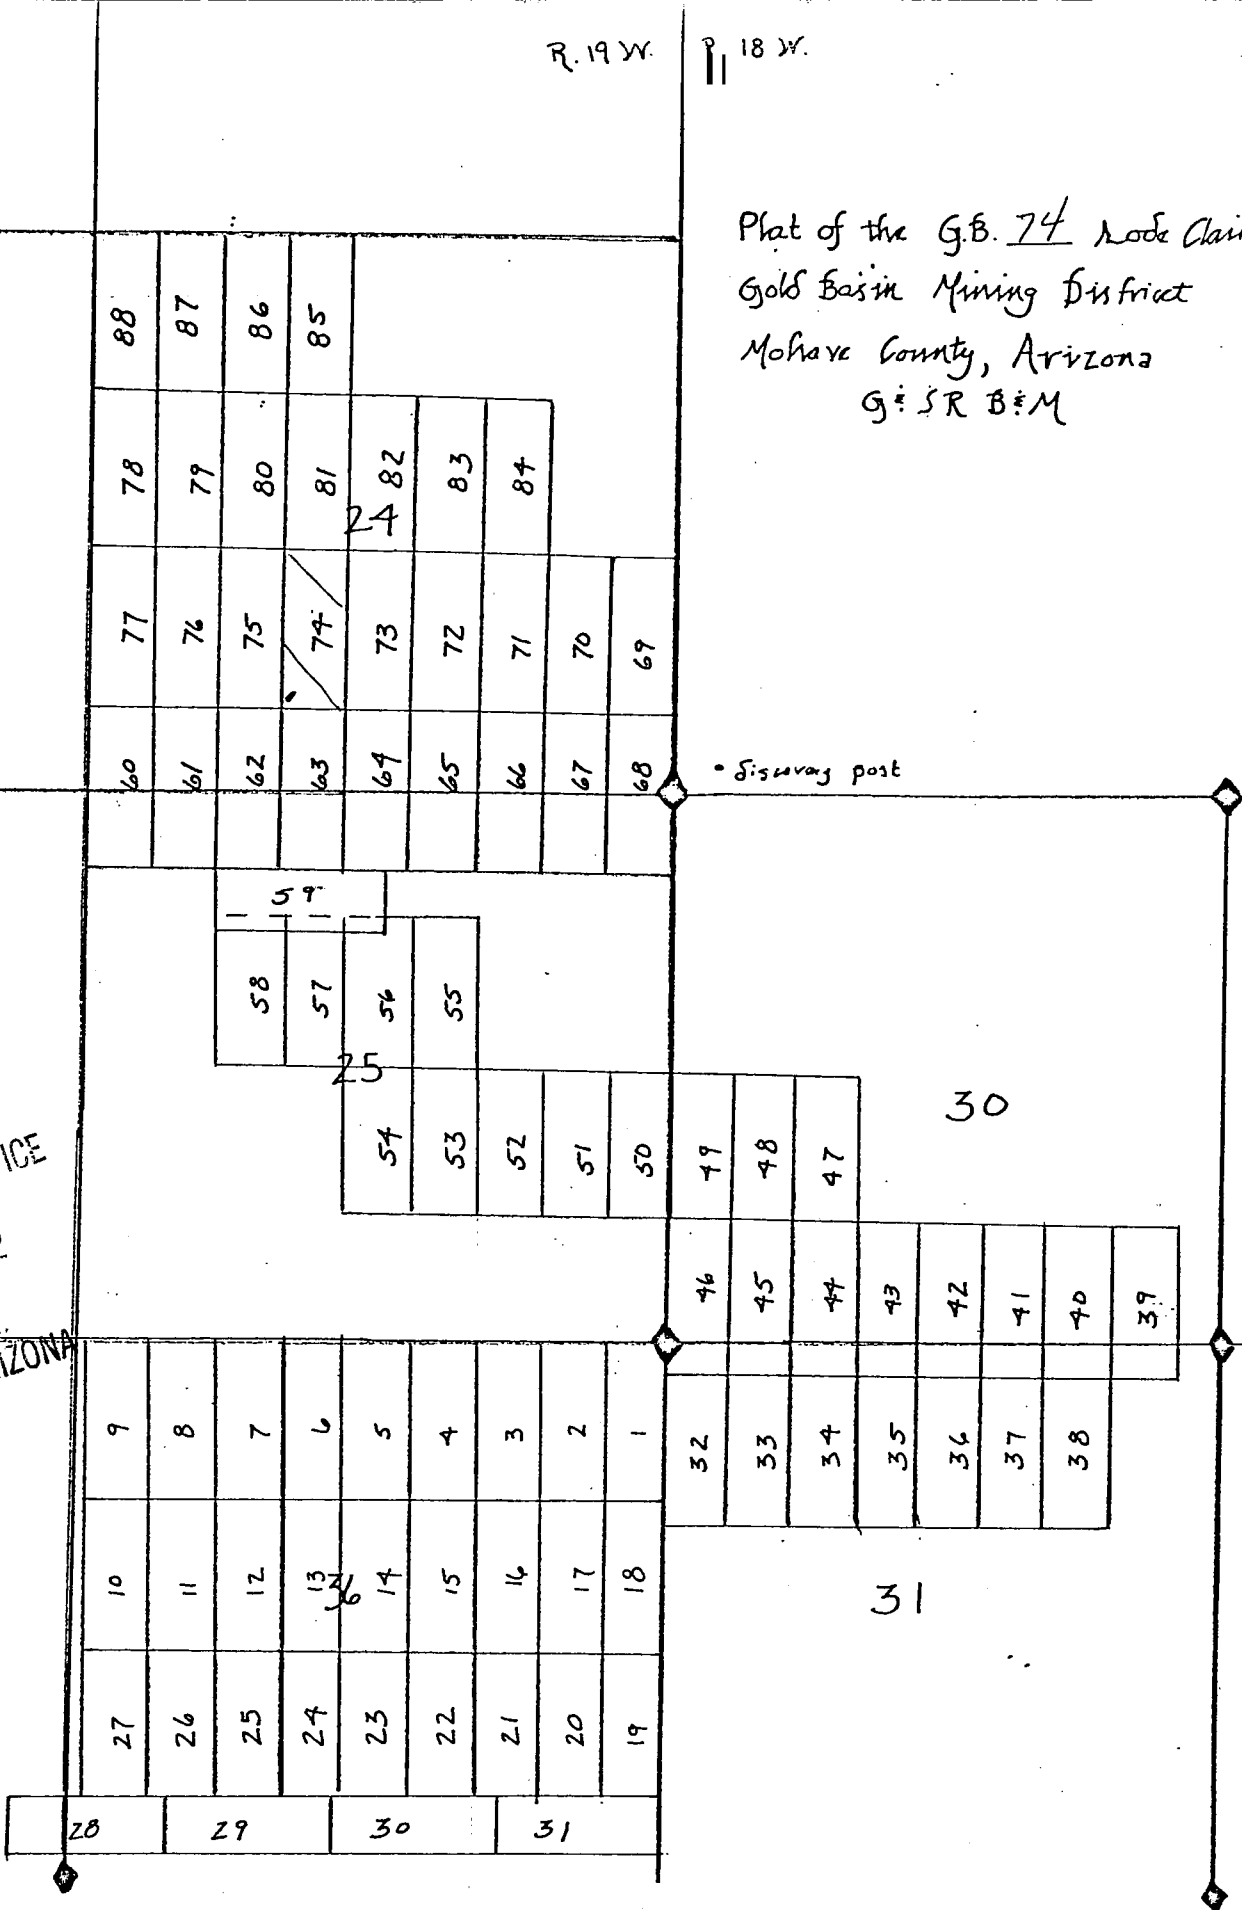 R. 19 W. R 18 W.
Plat of the G.B. 74 Lode Clai
Gold Basin Mining District
Mohave County, Arizona
G & SR B & M
88 87 86 85
78 79 80 81 82 83 84
24
77 76 75 74 73 72 71 70 69
60 61 62 63 64 65 66 67 68
• discovery post
59
58 57 56 55
25
30
54 53 52 51 50 49 48 47
ICE
46 45 44 43 42 41 40 39
IZONA
9 8 7 6 5 4 3 2 1
32 33 34 35 36 37 38
10 11 12 13 14 15 16 17 18
36
31
27 26 25 24 23 22 21 20 19
28 29 30 31